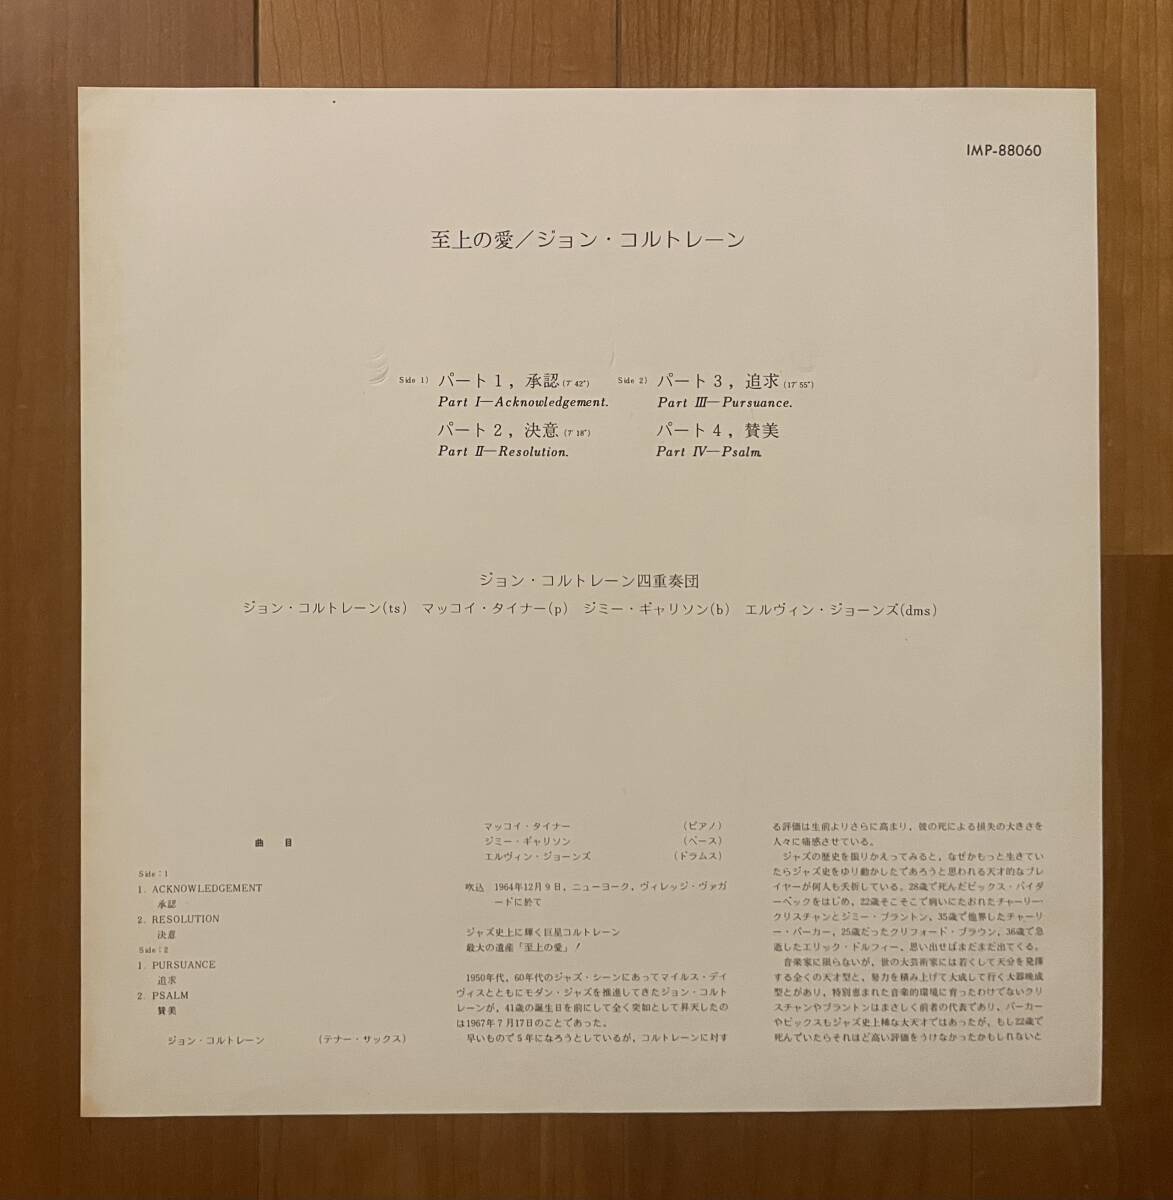 IMP-88060
至上の愛／ジョン・コルトレーン
Side 1) パート1，承認 (7′42″)
Part I—Acknowledgement.
パート2，決意 (7′18″)
Part II—Resolution.
Side 2) パート3，追求 (17′55″)
Part III—Pursuance.
パート4，賛美
Part IV—Psalm.
ジョン・コルトレーン四重奏団
ジョン・コルトレーン(ts) マッコイ・タイナー(p) ジミー・ギャリソン(b) エルヴィン・ジョーンズ(dms)
曲目
Side：1
1. ACKNOWLEDGEMENT
承認
2. RESOLUTION
決意
Side：2
1. PURSUANCE
追求
2. PSALM
賛美
ジョン・コルトレーン （テナー・サックス）
マッコイ・タイナー （ピアノ）
ジミー・ギャリソン （ベース）
エルヴィン・ジョーンズ （ドラムス）
吹込 1964年12月9日，ニューヨーク，ヴィレッジ・ヴァガ
ードに於て
ジャズ史上に輝く巨星コルトレーン
最大の遺産「至上の愛」！
1950年代，60年代のジャズ・シーンにあってマイルス・デイ
ヴィスとともにモダン・ジャズを推進してきたジョン・コルト
レーンが，41歳の誕生日を前にして全く突如として昇天したの
は1967年7月17日のことであった。
早いもので5年になろうとしているが，コルトレーンに対す
る評価は生前よりさらに高まり，彼の死による損失の大きさを
人々に痛感させている。
ジャズの歴史を振りかえってみると，なぜかもっと生きてい
たらジャズ史をゆり動かしたであろうと思われる天才的なプレ
イヤーが何人も夭折している。28歳で死んだビックス・バイダ
ーベックをはじめ，22歳そこそこで病いにたおれたチャーリー・
クリスチャンとジミー・ブラントン，35歳で他界したチャーリ
ー・パーカー，25歳だったクリフォード・ブラウン，36歳で急
逝したエリック・ドルフィー，思い出せばまだまだ出てくる。
音楽家に限らないが，世の大芸術家には若くして天分を発揮
する全くの天才型と，努力を積み上げて大成して行く大器晩成
型とがあり，特別恵まれた音楽的環境に育ったわけでないクリ
スチャンやブラントンはまさしく前者の代表であり，パーカー
やビックスもジャズ史上稀な大天才ではあったが，もし22歳で
死んでいたらそれほど高い評価をうけなかったかもしれないと